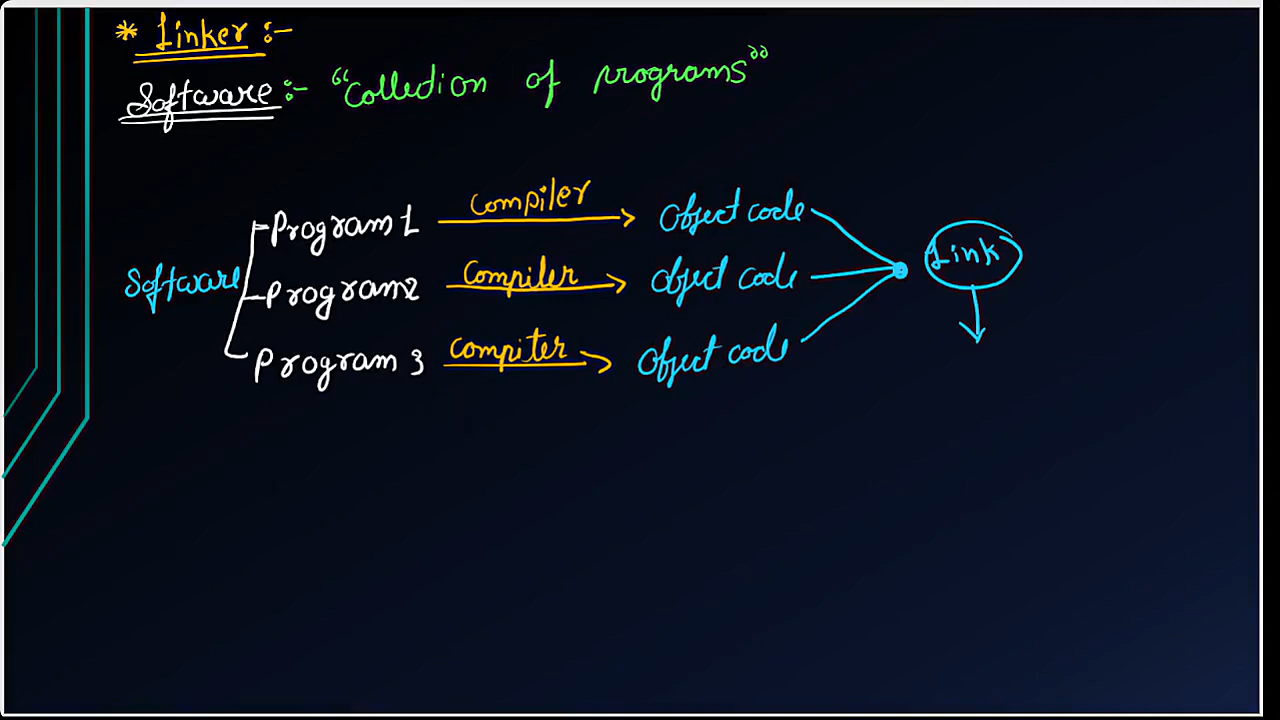 * Linker :-
Software :- "Collection of programs"
Program 1 Compiler Object code
Software Program 2 Compiler Object code Link
Program 3 Compiter Object code